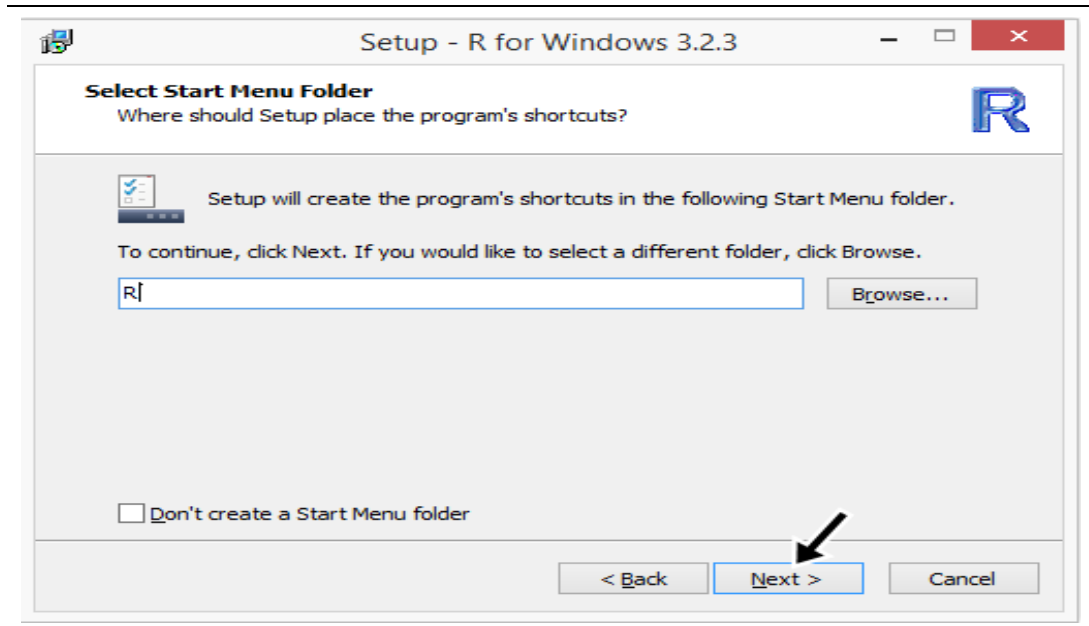 Setup - R for Windows 3.2.3
Select Start Menu Folder
Where should Setup place the program's shortcuts?
R
Setup will create the program's shortcuts in the following Start Menu folder.
To continue, click Next. If you would like to select a different folder, click Browse.
R
Browse...
Don't create a Start Menu folder
< Back
Next >
Cancel